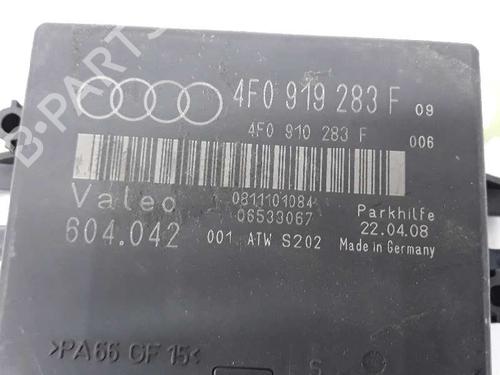 4F0 919 283 F 09
4F0 910 283 F 006
Valeo 0811101084
06533067 Parkhilfe
604.042 001 ATW S202 22.04.08
Made in Germany
>PA66 GF 15<
S
B-PARTS